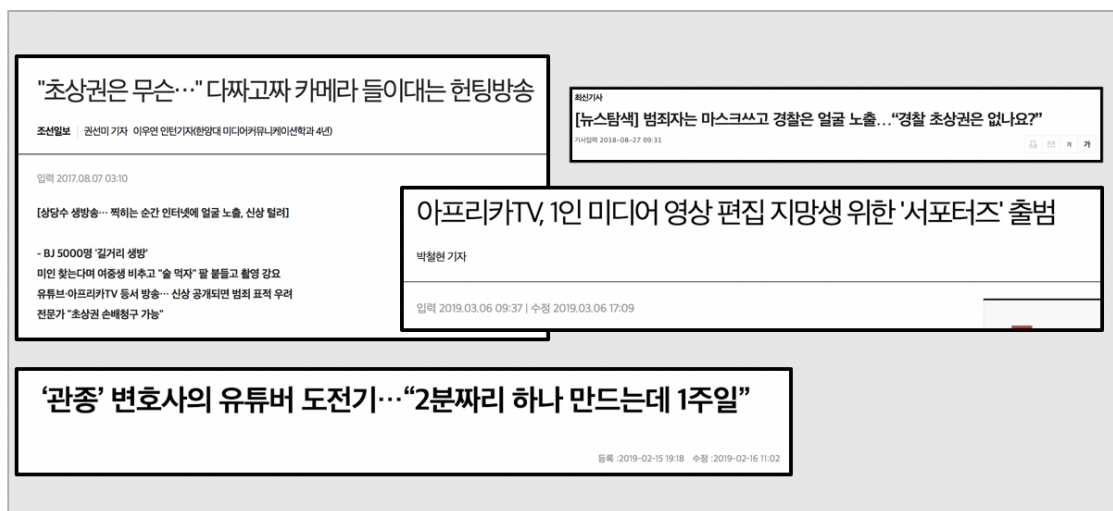 "초상권은 무슨…" 다짜고짜 카메라 들이대는 헌팅방송
조선일보 | 권선미 기자 이우연 인턴기자(한양대 미디어커뮤니케이션학과 4년)
입력 2017.08.07 03:10
[상당수 생방송… 찍히는 순간 인터넷에 얼굴 노출, 신상 털려]
- BJ 5000명 '길거리 생방'
미인 찾는다며 여중생 비추고 "술 먹자" 팔 붙들고 촬영 강요
유튜브·아프리카TV 등서 방송… 신상 공개되면 범죄 표적 우려
전문가 "초상권 손배청구 가능"
최신기사
[뉴스탐색] 범죄자는 마스크쓰고 경찰은 얼굴 노출…“경찰 초상권은 없나요?”
기사입력 2018-08-27 09:31
가 가
아프리카TV, 1인 미디어 영상 편집 지망생 위한 '서포터즈' 출범
박철현 기자
입력 2019.03.06 09:37 | 수정 2019.03.06 17:09
‘관종’ 변호사의 유튜버 도전기…“2분짜리 하나 만드는데 1주일”
등록 :2019-02-15 19:18 수정 :2019-02-16 11:02